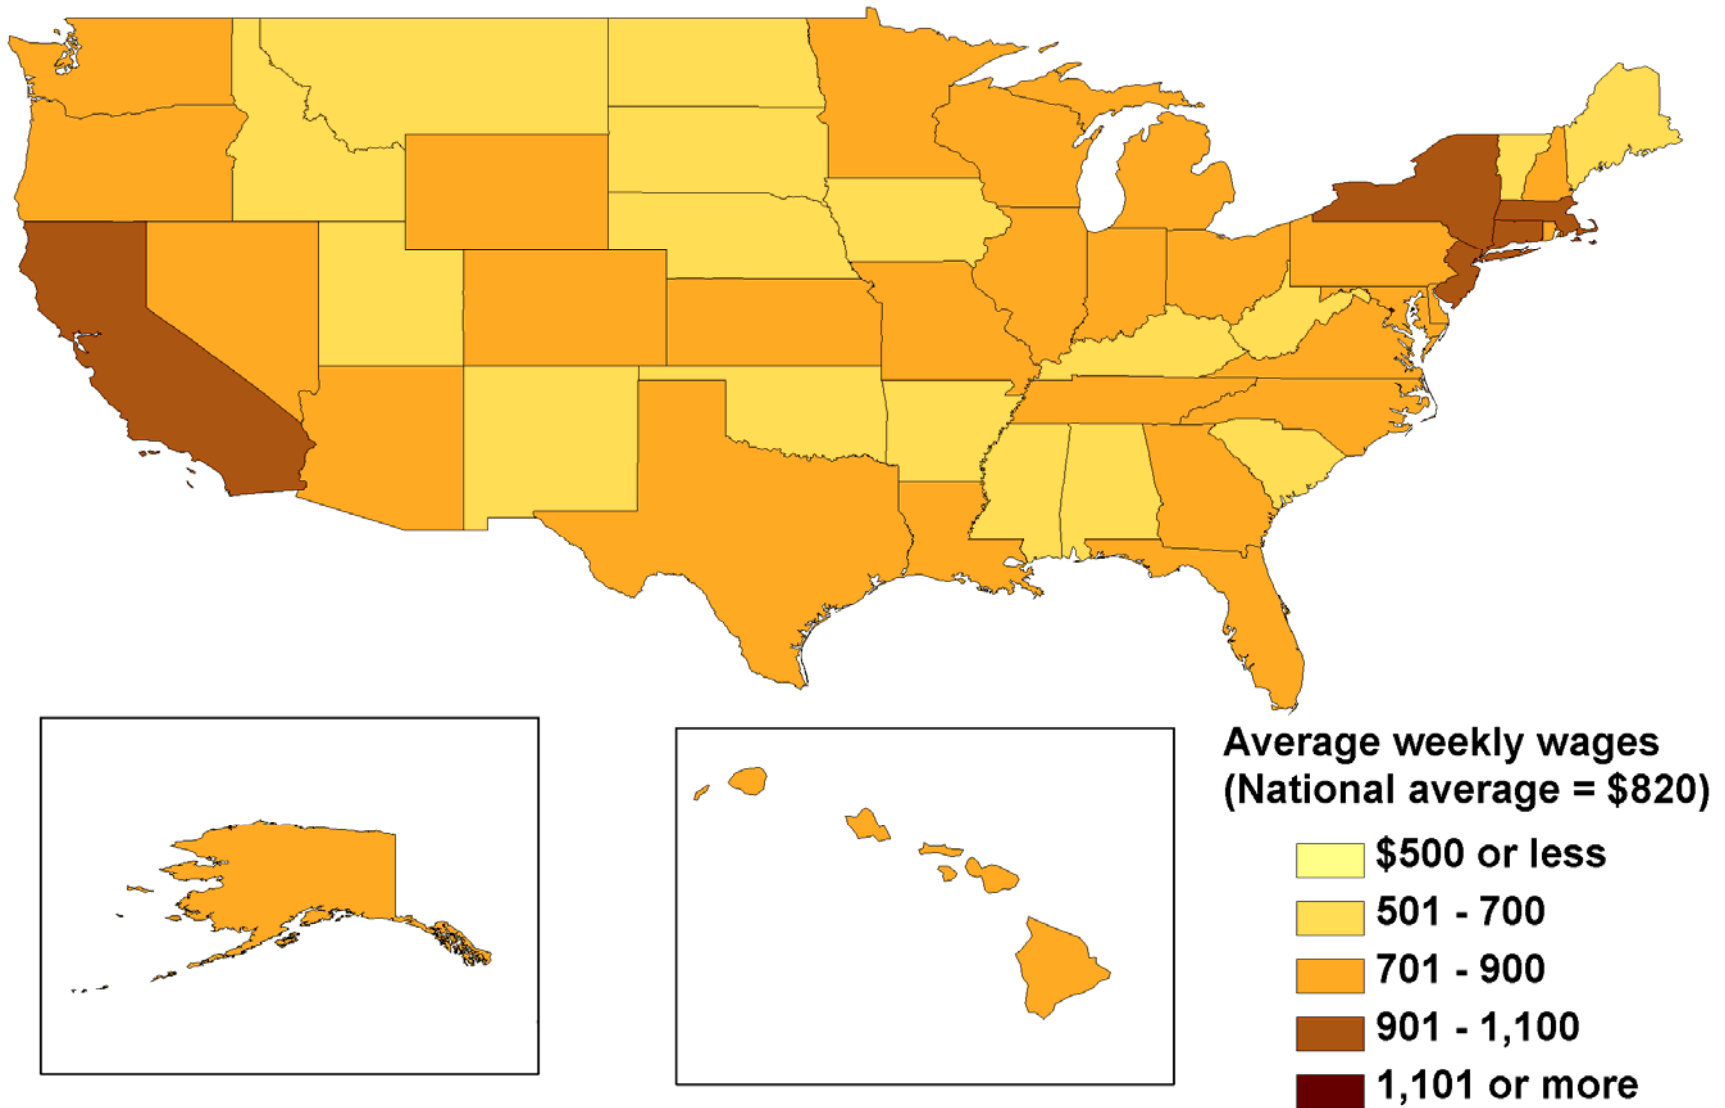 Average weekly wages
(National average = $820)
$500 or less
501 - 700
701 - 900
901 - 1,100
1,101 or more